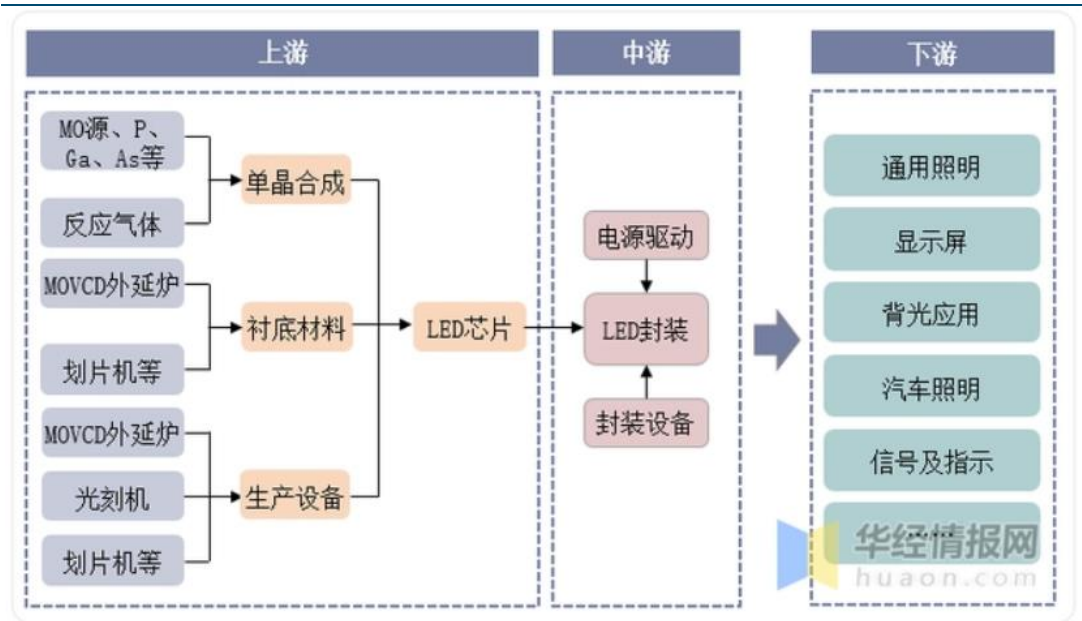 上游
中游
下游
MO源、P、
Ga、As等
反应气体
MOVCD外延炉
划片机等
MOVCD外延炉
光刻机
划片机等
单晶合成
衬底材料
生产设备
LED芯片
电源驱动
LED封装
封装设备
通用照明
显示屏
背光应用
汽车照明
信号及指示
……
华经情报网
huaon.com